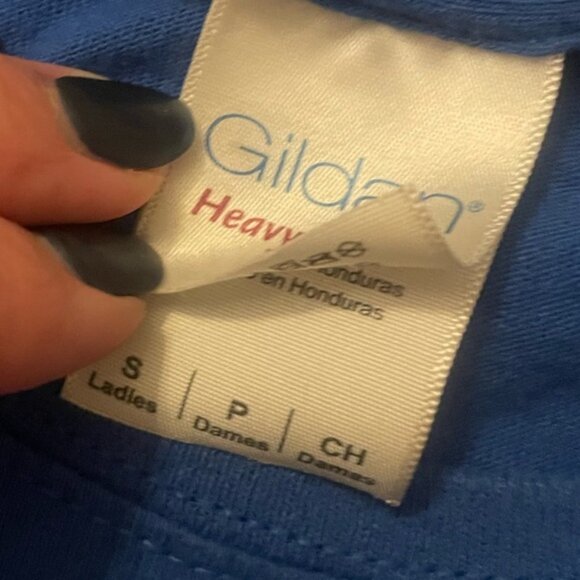 Gildan®
Heavy
Honduras
en Honduras
S | P | CH
Ladies Dames Damas